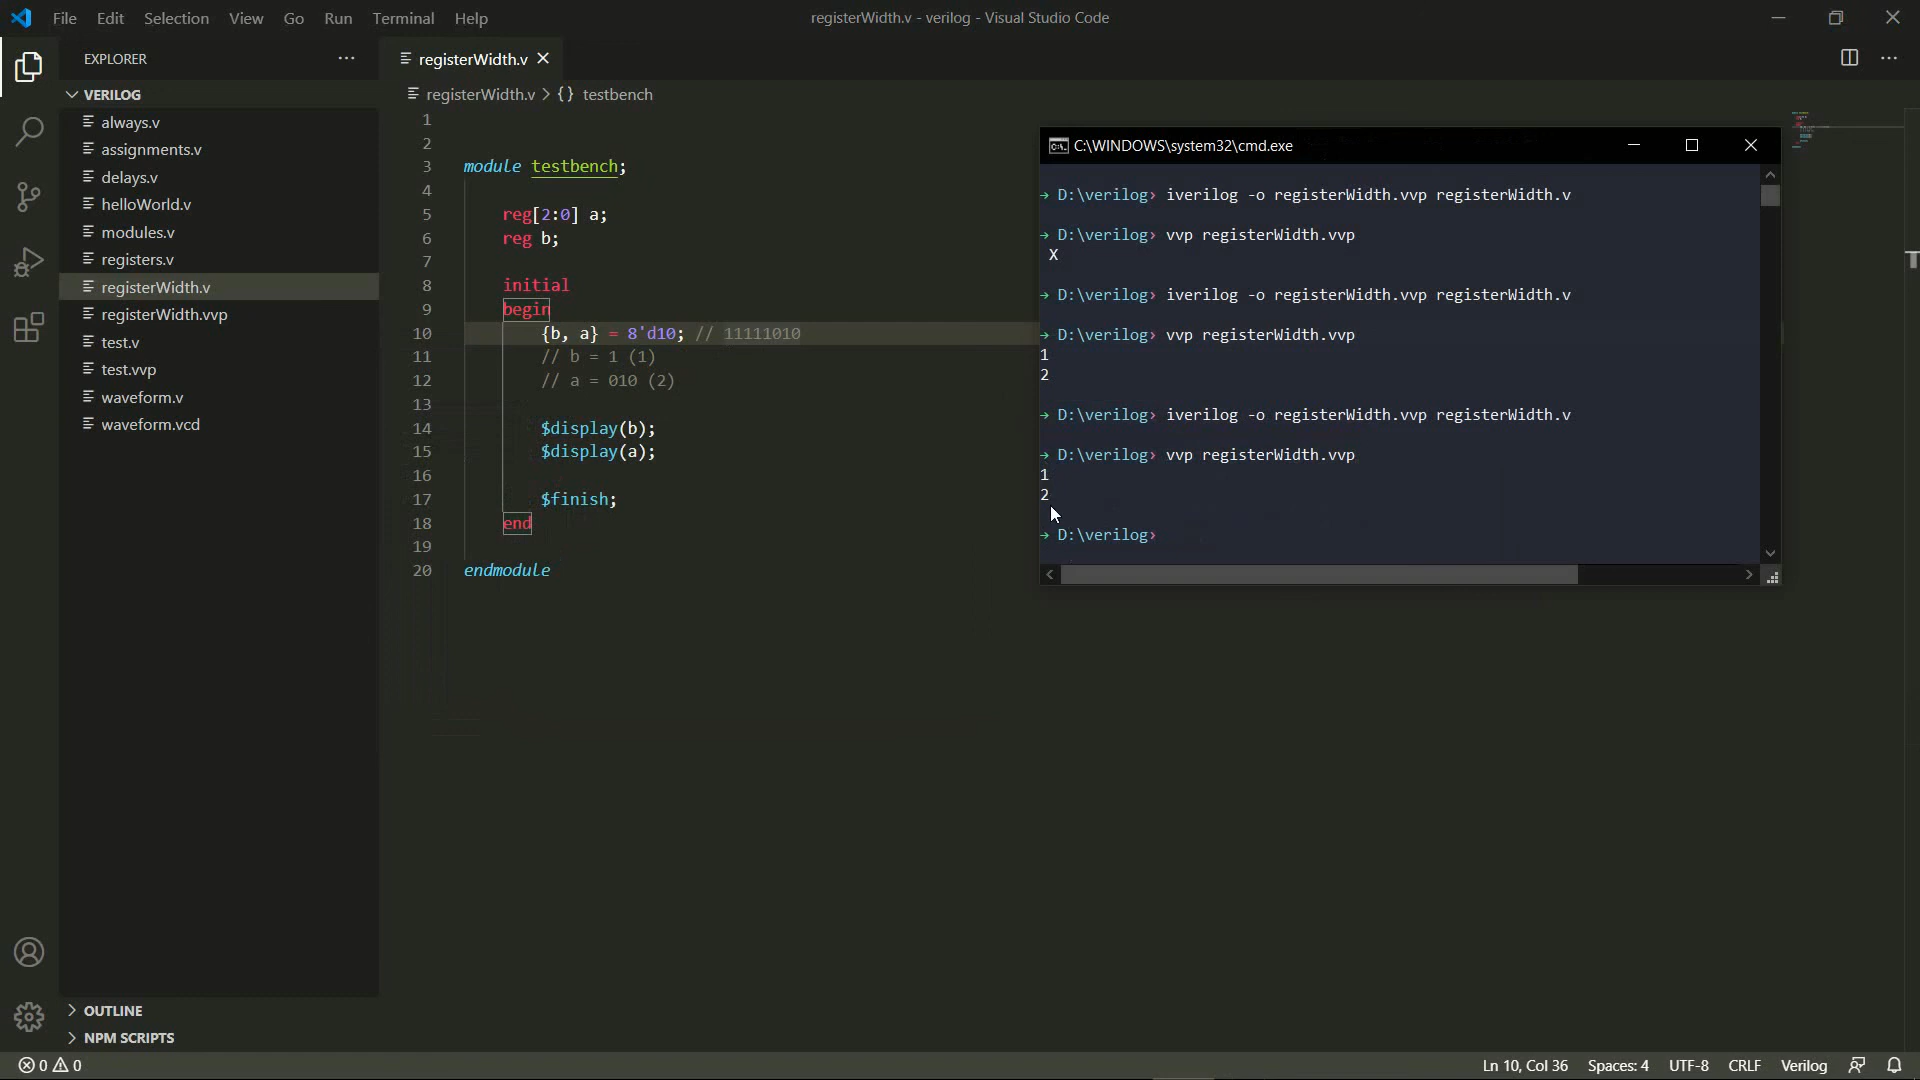 File Edit Selection View Go Run Terminal Help
registerWidth.v - verilog - Visual Studio Code
EXPLORER
VERILOG
always.v
assignments.v
delays.v
helloWorld.v
modules.v
registers.v
registerWidth.v
registerWidth.vvp
test.v
test.vvp
waveform.v
waveform.vcd
OUTLINE
NPM SCRIPTS
registerWidth.v
registerWidth.v > {} testbench
1
2
3 module testbench;
4
5 reg[2:0] a;
6 reg b;
7
8 initial
9 begin
10 {b, a} = 8'd10; // 11111010
11 // b = 1 (1)
12 // a = 010 (2)
13
14 $display(b);
15 $display(a);
16
17 $finish;
18 end
19
20 endmodule
C:\WINDOWS\system32\cmd.exe
→ D:\verilog› iverilog -o registerWidth.vvp registerWidth.v
→ D:\verilog› vvp registerWidth.vvp
X
→ D:\verilog› iverilog -o registerWidth.vvp registerWidth.v
→ D:\verilog› vvp registerWidth.vvp
1
2
→ D:\verilog› iverilog -o registerWidth.vvp registerWidth.v
→ D:\verilog› vvp registerWidth.vvp
1
2
→ D:\verilog›
0 0
Ln 10, Col 36 Spaces: 4 UTF-8 CRLF Verilog